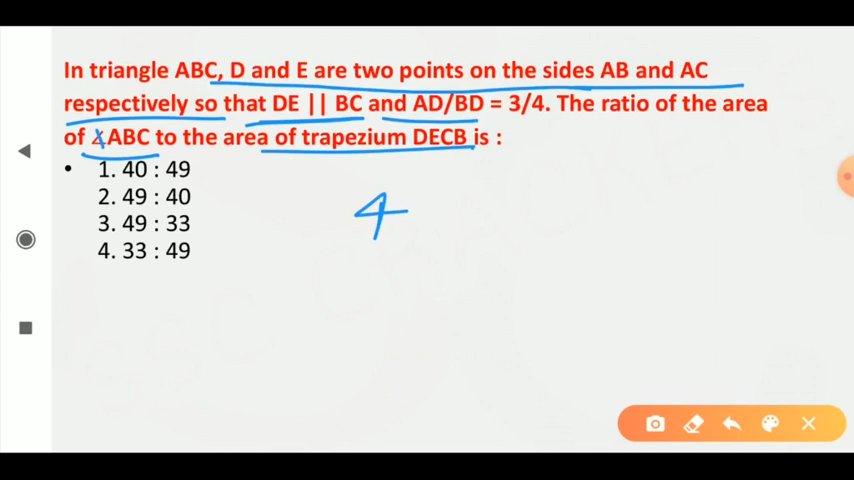 In triangle ABC, D and E are two points on the sides AB and AC
respectively so that DE || BC and AD/BD = 3/4. The ratio of the area
of ∡ABC to the area of trapezium DECB is :
• 1. 40 : 49
2. 49 : 40
3. 49 : 33
4. 33 : 49
4